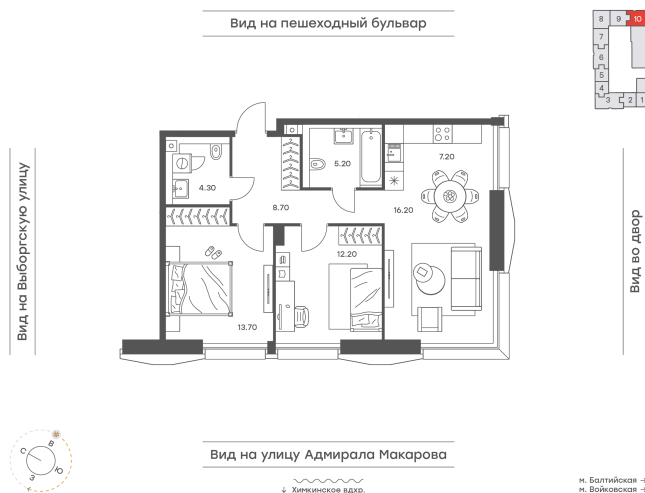 Вид на пешеходный бульвар
8 9 10
7
6
5
4
3 2 1
Вид на Выборгскую улицу
4.30
8.70
5.20
7.20
16.20
12.20
13.70
Вид во двор
С В
З Ю
Вид на улицу Адмирала Макарова
↓ Химкинское вдхр.
м. Балтийская
м. Войковская